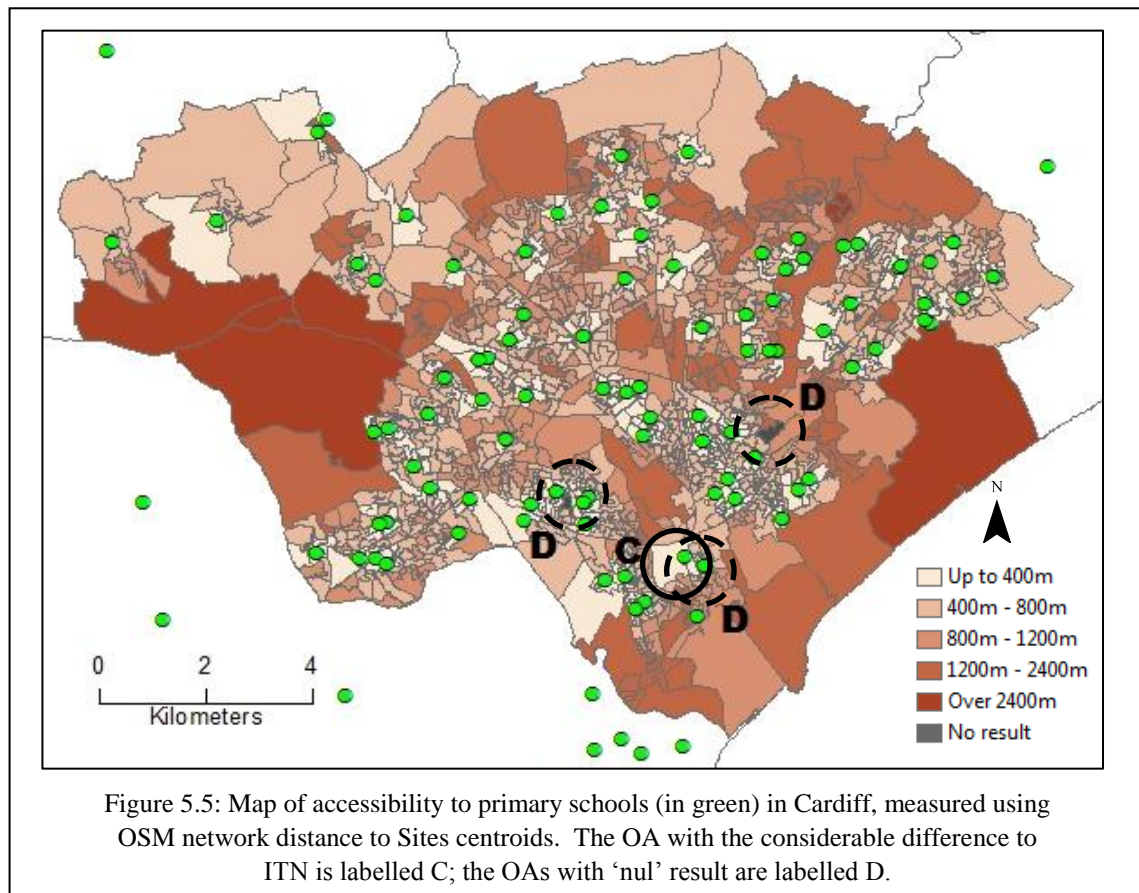 D
D
C
D
N
0 2 4
Kilometers
Up to 400m
400m - 800m
800m - 1200m
1200m - 2400m
Over 2400m
No result
Figure 5.5: Map of accessibility to primary schools (in green) in Cardiff, measured using
OSM network distance to Sites centroids. The OA with the considerable difference to
ITN is labelled C; the OAs with ‘nul’ result are labelled D.